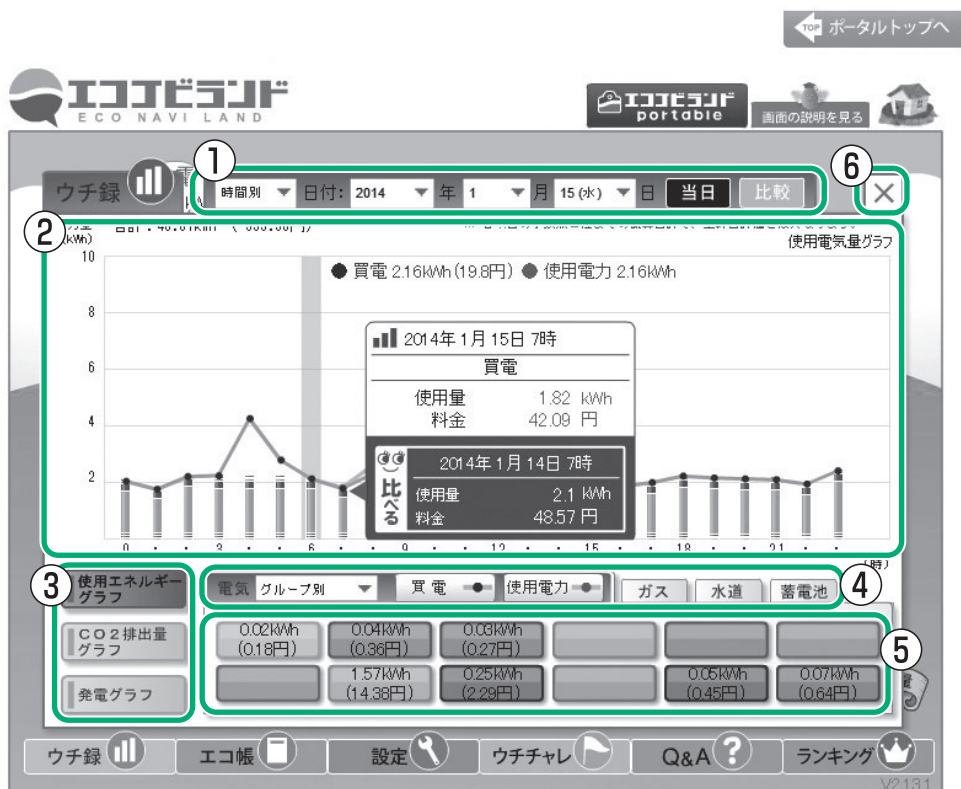 TOP ポータルトップへ
エコナビランド
ECO NAVI LAND
エコナビランド
portable
画面の説明を見る
①
⑥
ウチ録
時間別 日付: 2014 年 1 月 15(水) 日 当日 比較
②
(kWh)
使用電気量グラフ
10
買電 2.16kWh(19.8円) 使用電力 2.16kWh
8
2014年1月15日 7時
買電
6
使用量 1.82 kWh
料金 42.09 円
4
2014年1月14日 7時
比べる
使用量 2.1 kWh
料金 48.57 円
2
0 ・ ・ 3 ・ ・ 6 ・ ・ 9 ・ ・ 12 ・ ・ 15 ・ ・ 18 ・ ・ 21 ・ ・
(時)
③
使用エネルギー
グラフ
電気 グループ別 買電 使用電力 ガス 水道 蓄電池
④
CO2排出量
グラフ
発電グラフ
0.02kWh 0.04kWh 0.03kWh
(0.18円) (0.36円) (0.27円)
⑤
1.57kWh 0.25kWh 0.05kWh 0.07kWh
(14.38円) (2.29円) (0.45円) (0.64円)
ウチ録 エコ帳 設定 ウチチャレ Q&A ? ランキング
V2.13.1